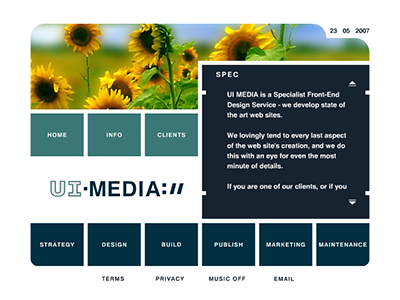 23 05 2007
SPEC
UI MEDIA is a Specialist Front-End
Design Service - we develop state of
the art web sites.
We lovingly tend to every last aspect
of the web site's creation, and we do
this with an eye for even the most
minute of details.
If you are one of our clients, or if you
HOME INFO CLIENTS
UI·MEDIA://
STRATEGY DESIGN BUILD PUBLISH MARKETING MAINTENANCE
TERMS PRIVACY MUSIC OFF EMAIL